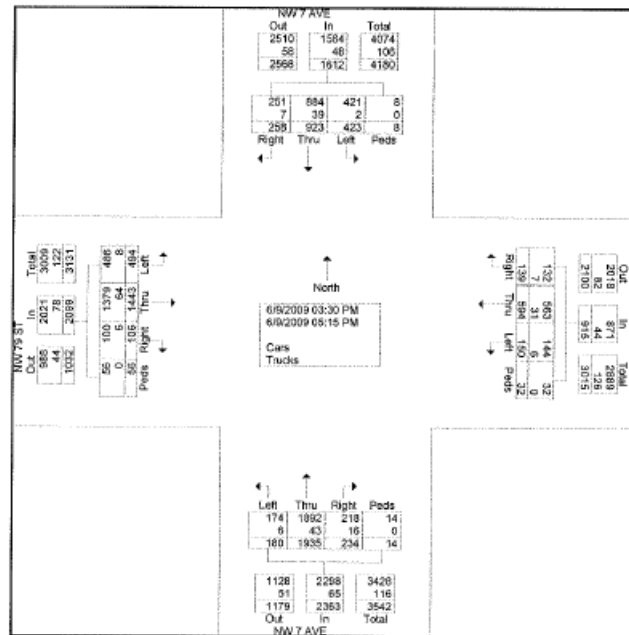 NW 7 AVE
Out In Total
2510 1564 4074
58 48 106
2568 1612 4180
251 884 421 8
7 39 2 0
258 923 423 8
Right Thru Left Peds
NW 79 ST
Total In Out
3009 2021 988
122 78 44
3131 2099 1032
Left Thru Right Peds
486 1379 100 56
8 64 6 0
494 1443 106 56
North
6/9/2009 03:30 PM
6/9/2009 05:15 PM
Cars
Trucks
Right Thru Left Peds
139 594 150 32
7 31 6 0
132 563 144 32
Out In Total
2018 871 2889
82 44 126
2100 915 3015
Left Thru Right Peds
174 1892 218 14
6 43 16 0
180 1935 234 14
1128 2298 3426
51 65 116
1179 2363 3542
Out In Total
NW 7 AVE